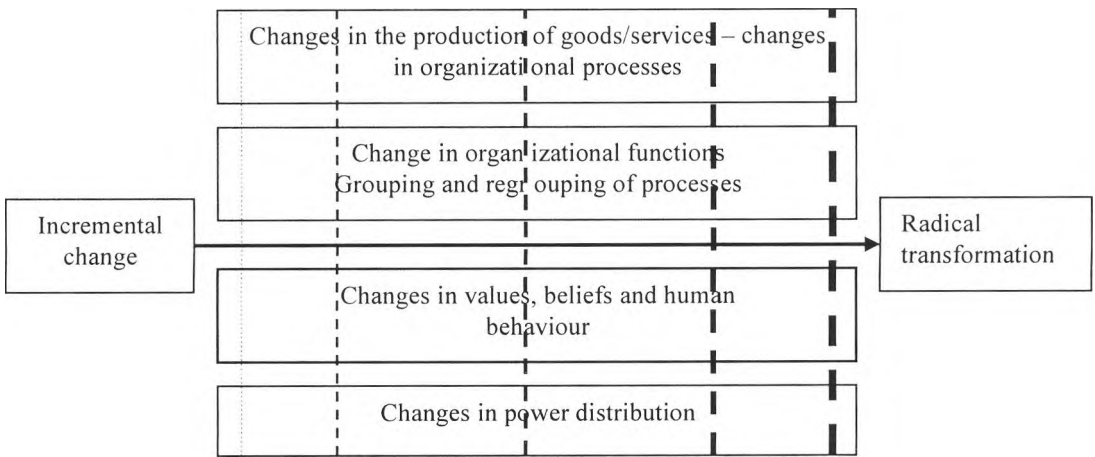 Changes in the production of goods/services – changes
in organizational processes
Change in organizational functions
Grouping and regrouping of processes
Incremental
change
Radical
transformation
Changes in values, beliefs and human
behaviour
Changes in power distribution